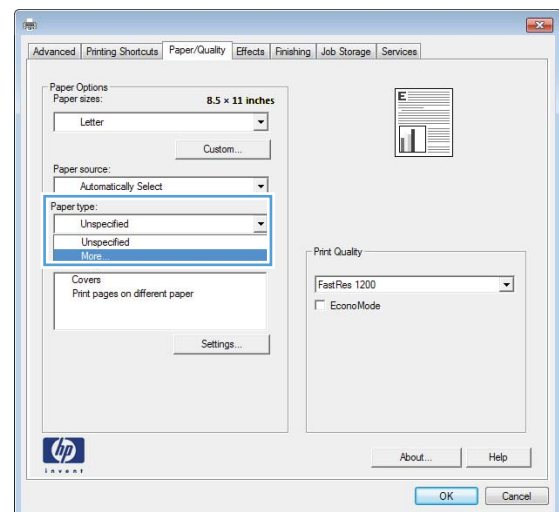 Advanced Printing Shortcuts Paper/Quality Effects Finishing Job Storage Services
Paper Options
Paper sizes: 8.5 × 11 inches
Letter
Custom...
Paper source:
Automatically Select
Paper type:
Unspecified
Unspecified
More...
Covers
Print pages on different paper
Settings...
E
Print Quality
FastRes 1200
EconoMode
hp
invent
About... Help
OK Cancel